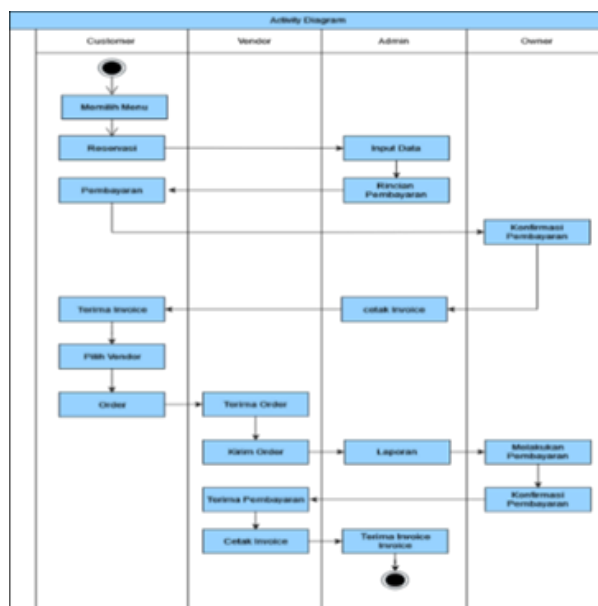 Activity Diagram
Customer
Vendor
Admin
Owner
Memilih Menu
Reservasi
Input Data
Pembayaran
Rincian
Pembayaran
Konfirmasi
Pembayaran
Terima Invoice
cetak Invoice
Pilih Vendor
Order
Terima Order
Kirim Order
Laporan
Melakukan
Pembayaran
Terima Pembayaran
Konfirmasi
Pembayaran
Cetak Invoice
Terima Invoice
Invoice